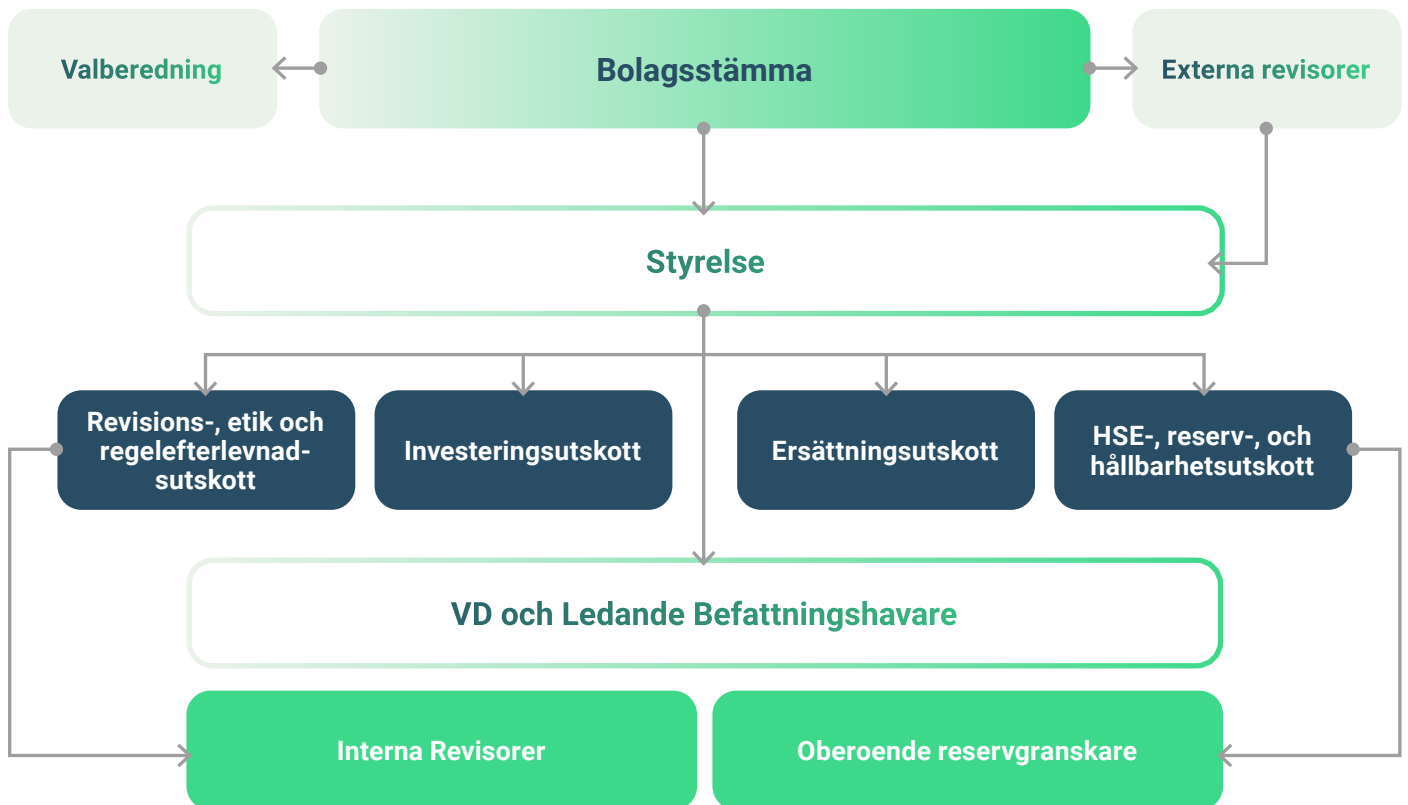 Valberedning
Bolagsstämma
Externa revisorer
Styrelse
Revisions-, etik och
regelefterlevnad-
sutskott
Investeringsutskott
Ersättningsutskott
HSE-, reserv-, och
hållbarhetsutskott
VD och Ledande Befattningshavare
Interna Revisorer
Oberoende reservgranskare